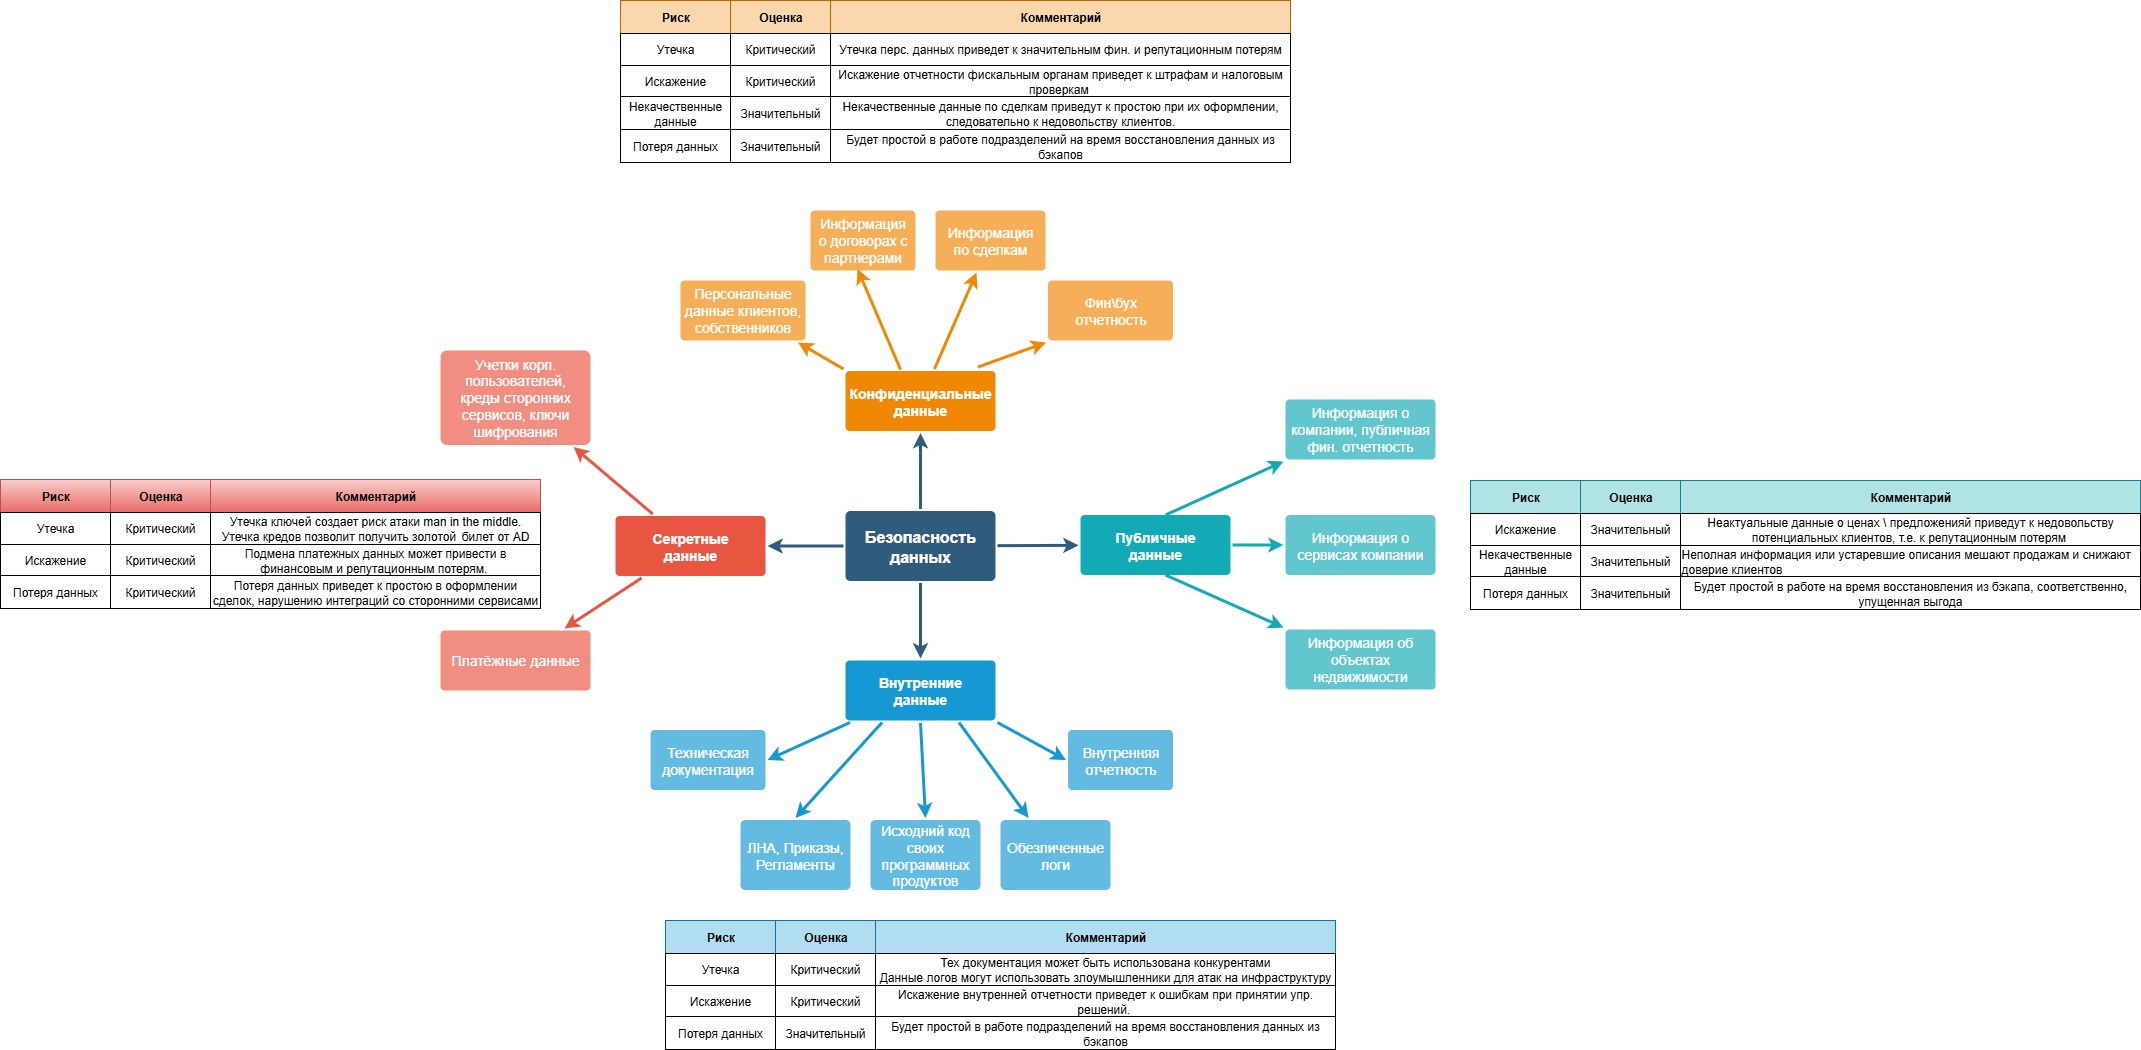 Риск Оценка Комментарий
Утечка Критический Утечка перс. данных приведет к значительным фин. и репутационным потерям
Искажение Критический Искажение отчетности фискальным органам приведет к штрафам и налоговым
проверкам
Некачественные
данные Значительный Некачественные данные по сделкам приведут к простою при их оформлении,
следовательно к недовольству клиентов.
Потеря данных Значительный Будет простой в работе подразделений на время восстановления данных из
бэкапов
Информация
о договорах с
партнерами
Информация
по сделкам
Персональные
данные клиентов,
собственников
Фин\бух
отчетность
Конфиденциальные
данные
Учетки корп.
пользователей,
креды сторонних
сервисов, ключи
шифрования
Информация о
компании, публичная
фин. отчетность
Риск Оценка Комментарий
Утечка Критический Утечка ключей создает риск атаки man in the middle.
Утечка кредов позволит получить золотой билет от AD
Искажение Критический Подмена платежных данных может привести в
финансовым и репутационным потерям.
Потеря данных Критический Потеря данных приведет к простою в оформлении
сделок, нарушению интеграций со сторонними сервисами
Секретные
данные
Безопасность
данных
Публичные
данные
Информация о
сервисах компании
Риск Оценка Комментарий
Искажение Значительный Неактуальные данные о ценах \ предложенияй приведут к недовольству
потенциальных клиентов, т.е. к репутационным потерям
Некачественные
данные Значительный Неполная информация или устаревшие описания мешают продажам и снижают
доверие клиентов
Потеря данных Значительный Будет простой в работе на время восстановления из бэкапа, соответственно,
упущенная выгода
Платёжные данные
Информация об
объектах
недвижимости
Внутренние
данные
Техническая
документация
Внутренняя
отчетность
ЛНА, Приказы,
Регламенты
Исходний код
своих
программных
продуктов
Обезличенные
логи
Риск Оценка Комментарий
Утечка Критический Тех документация может быть использована конкурентами
Данные логов могут использовать злоумышленники для атак на инфраструктуру
Искажение Критический Искажение внутренней отчетности приведет к ошибкам при принятии упр.
решений.
Потеря данных Значительный Будет простой в работе подразделений на время восстановления данных из
бэкапов